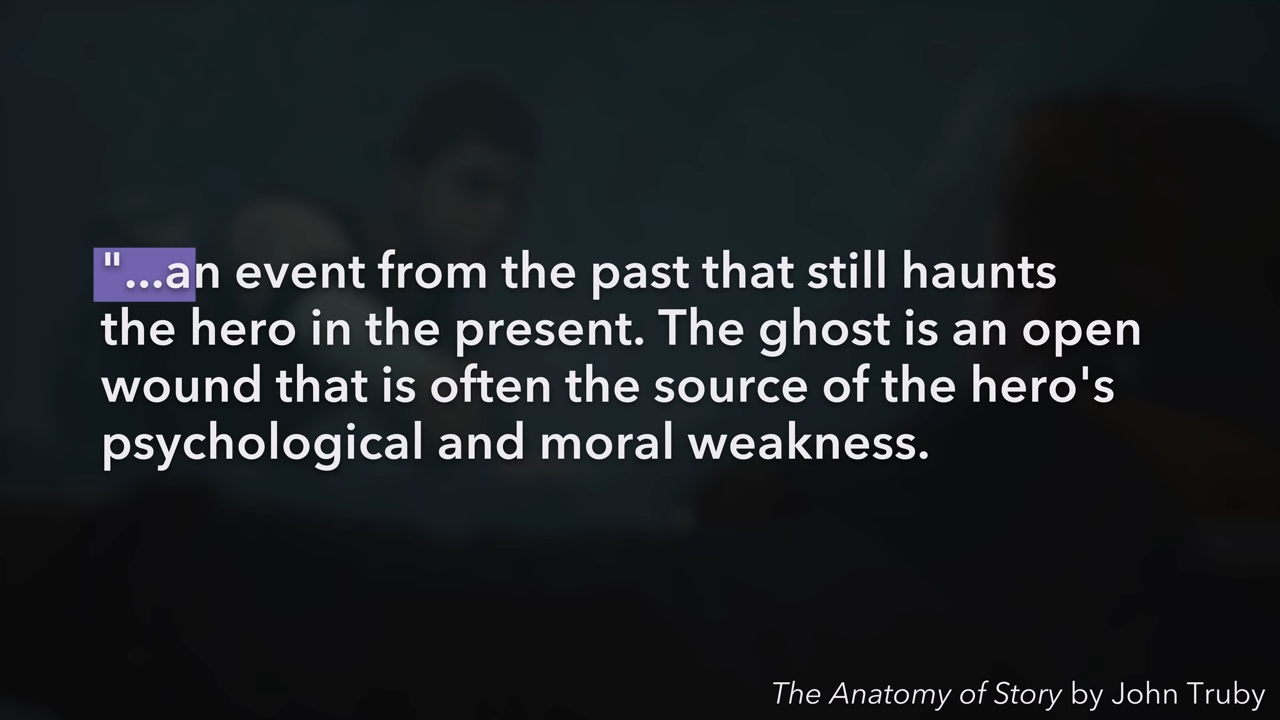 "...an event from the past that still haunts
the hero in the present. The ghost is an open
wound that is often the source of the hero's
psychological and moral weakness.
The Anatomy of Story by John Truby